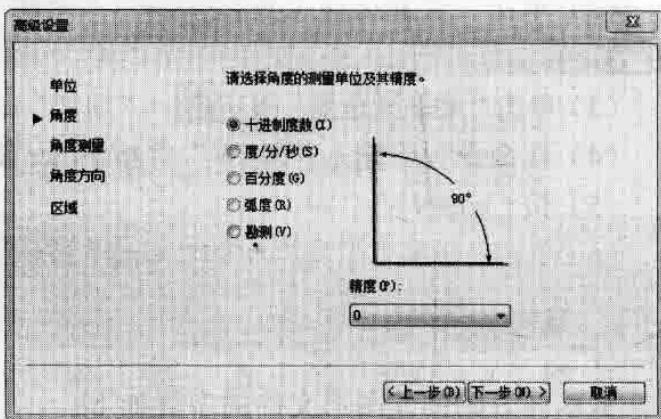 高级设置
请选择角度的测量单位及其精度。
单位
角度
角度测量
角度方向
区域
十进制度数(I)
度/分/秒(S)
百分度(G)
弧度(R)
勘测(V)
90°
精度(P):
0
<上一步(B)
下一步(N) >
取消